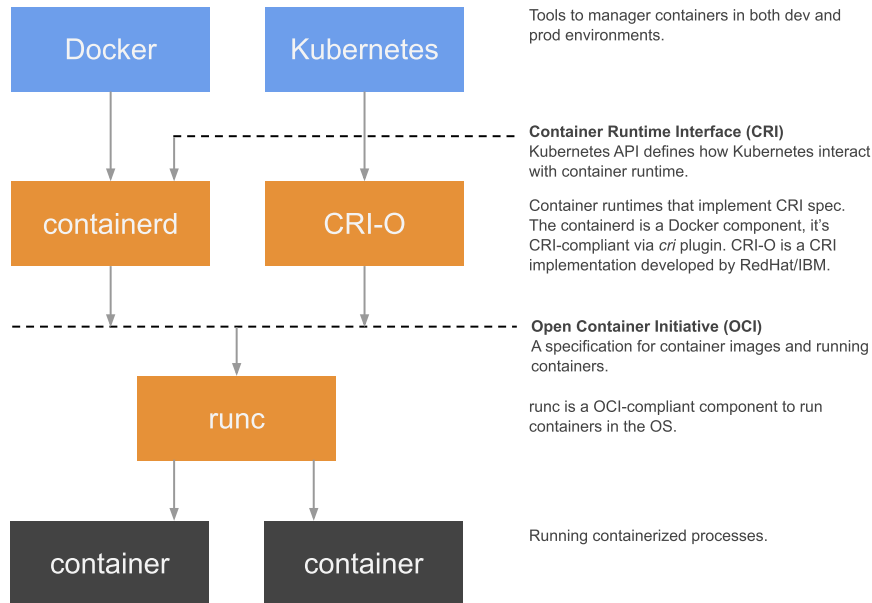 Docker
Kubernetes
Tools to manager containers in both dev and
prod environments.
Container Runtime Interface (CRI)
Kubernetes API defines how Kubernetes interact
with container runtime.
containerd
CRI-O
Container runtimes that implement CRI spec.
The containerd is a Docker component, it's
CRI-compliant via cri plugin. CRI-O is a CRI
implementation developed by RedHat/IBM.
Open Container Initiative (OCI)
A specification for container images and running
containers.
runc
runc is a OCI-compliant component to run
containers in the OS.
container
container
Running containerized processes.